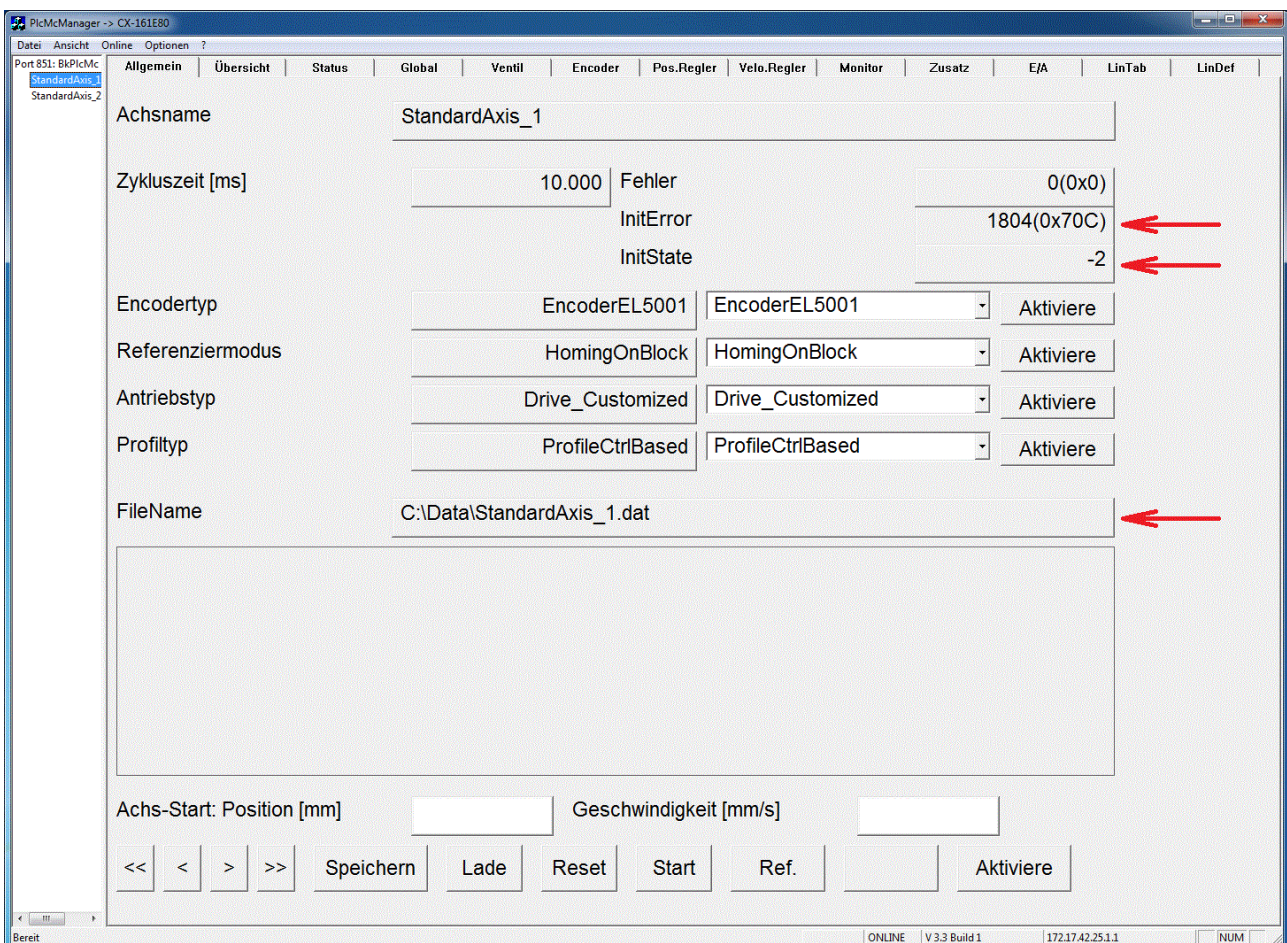 PlcMcManager -> CX-161E80
Datei Ansicht Online Optionen ?
Port 851: BkPlcMc
StandardAxis_1
StandardAxis_2
Allgemein Übersicht Status Global Ventil Encoder Pos.Regler Velo.Regler Monitor Zusatz E/A LinTab LinDef
Achsname StandardAxis_1
Zykluszeit [ms] 10.000 Fehler 0(0x0)
InitError 1804(0x70C)
InitState -2
Encodertyp EncoderEL5001 EncoderEL5001 Aktiviere
Referenziermodus HomingOnBlock HomingOnBlock Aktiviere
Antriebstyp Drive_Customized Drive_Customized Aktiviere
Profiltyp ProfileCtrlBased ProfileCtrlBased Aktiviere
FileName C:\Data\StandardAxis_1.dat
Achs-Start: Position [mm] Geschwindigkeit [mm/s]
<< < > >> Speichern Lade Reset Start Ref. Aktiviere
Bereit ONLINE V 3.3 Build 1 172.17.42.25.1.1 NUM